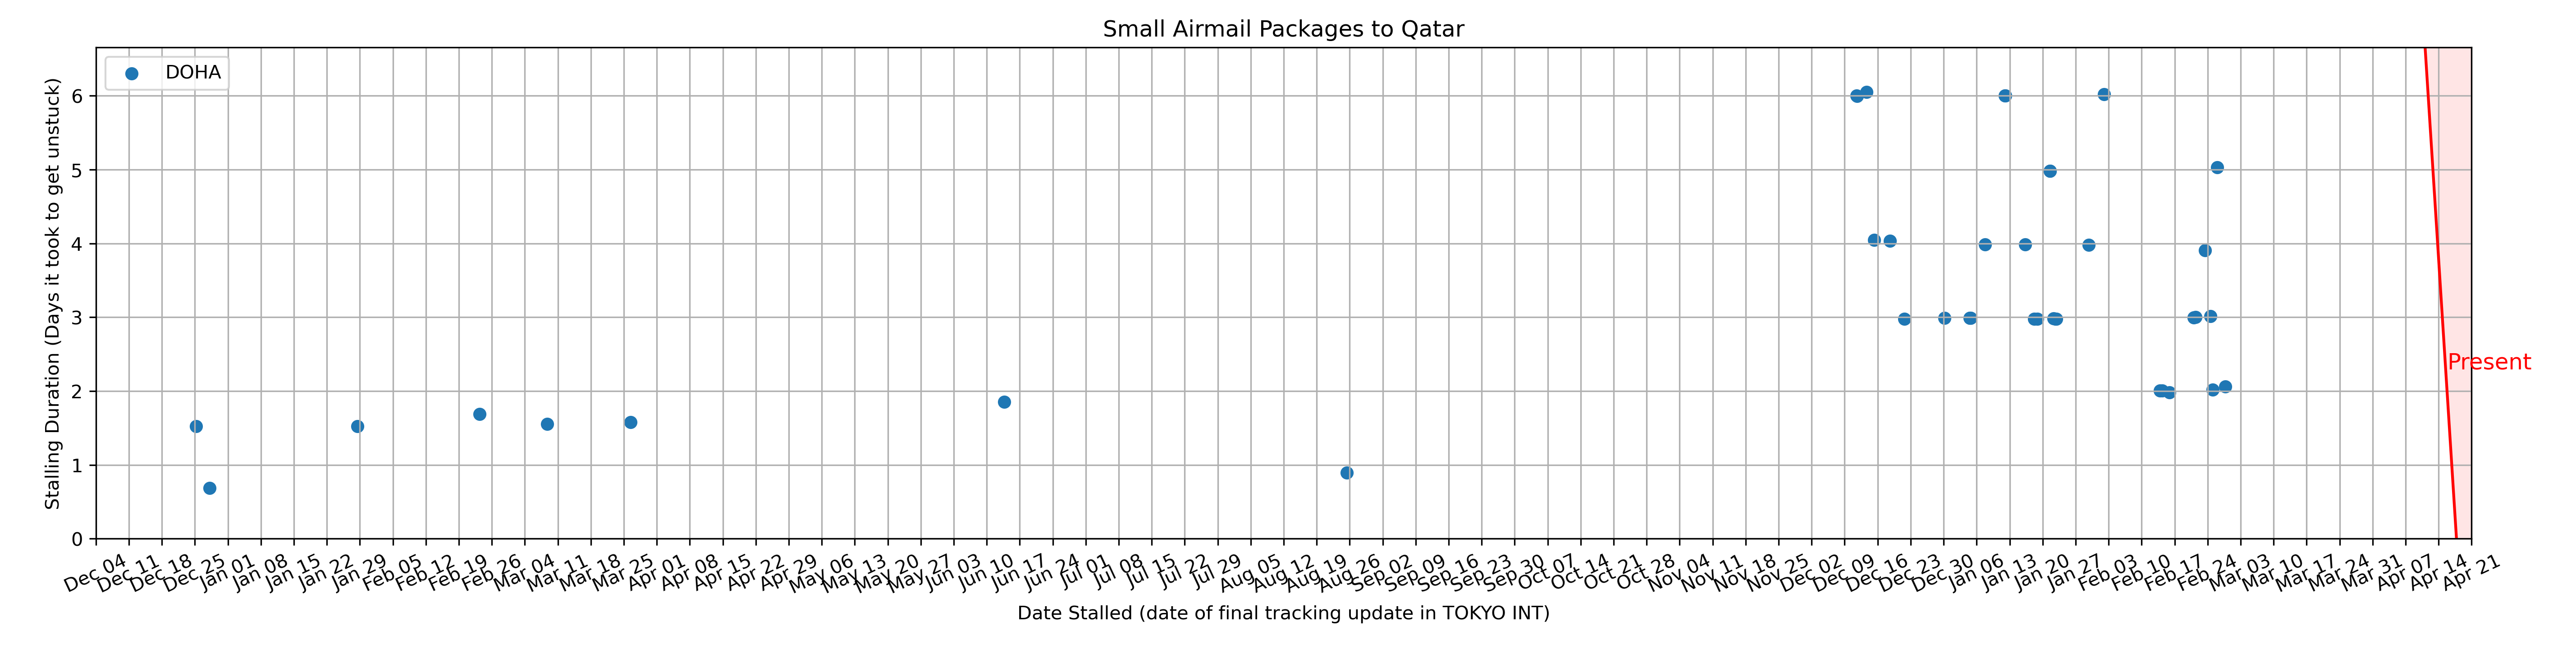 Small Airmail Packages to Qatar
DOHA
Stalling Duration (Days it took to get unstuck)
6
5
4
3
2
1
0
Present
Dec 04 Dec 11 Dec 18 Dec 25 Jan 01 Jan 08 Jan 15 Jan 22 Jan 29 Feb 05 Feb 12 Feb 19 Feb 26 Mar 04 Mar 11 Mar 18 Mar 25 Apr 01 Apr 08 Apr 15 Apr 22 Apr 29 May 06 May 13 May 20 May 27 Jun 03 Jun 10 Jun 17 Jun 24 Jul 01 Jul 08 Jul 15 Jul 22 Jul 29 Aug 05 Aug 12 Aug 19 Aug 26 Sep 02 Sep 09 Sep 16 Sep 23 Sep 30 Oct 07 Oct 14 Oct 21 Oct 28 Nov 04 Nov 11 Nov 18 Nov 25 Dec 02 Dec 09 Dec 16 Dec 23 Dec 30 Jan 06 Jan 13 Jan 20 Jan 27 Feb 03 Feb 10 Feb 17 Feb 24 Mar 03 Mar 10 Mar 17 Mar 24 Mar 31 Apr 07 Apr 14 Apr 21
Date Stalled (date of final tracking update in TOKYO INT)